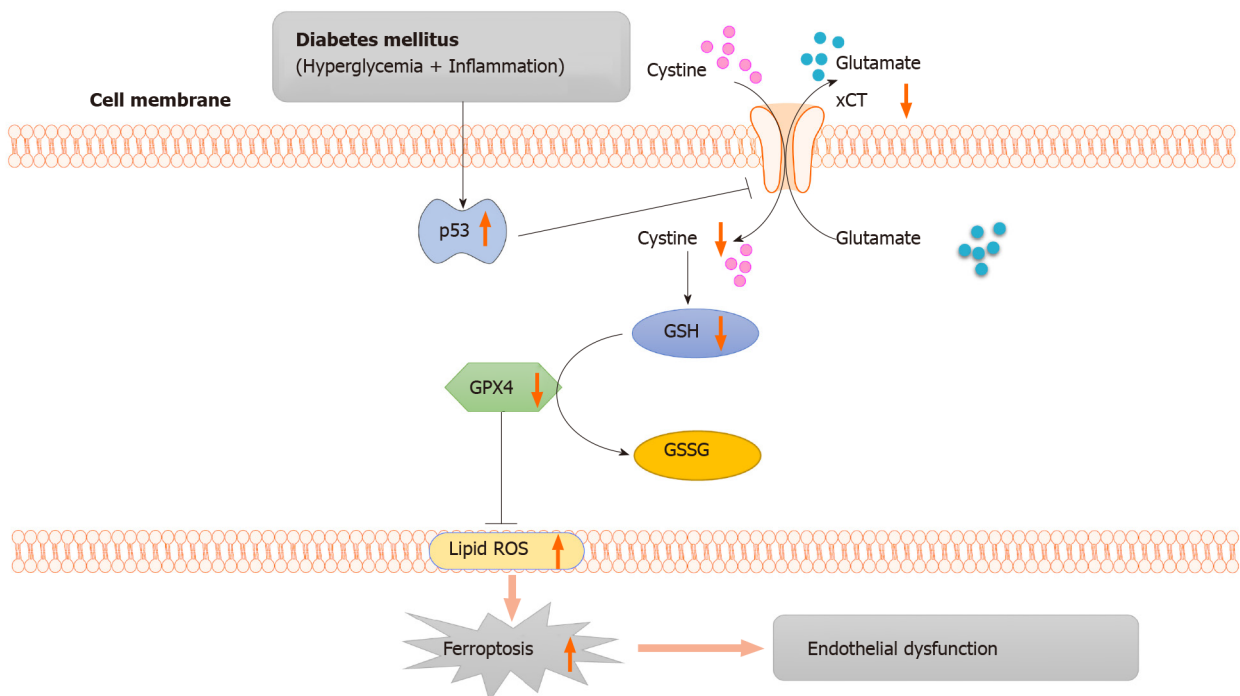 Diabetes mellitus
(Hyperglycemia + Inflammation)
Cystine
Glutamate
Cell membrane
xCT
p53
Cystine
Glutamate
GSH
GPX4
GSSG
Lipid ROS
Ferroptosis
Endothelial dysfunction